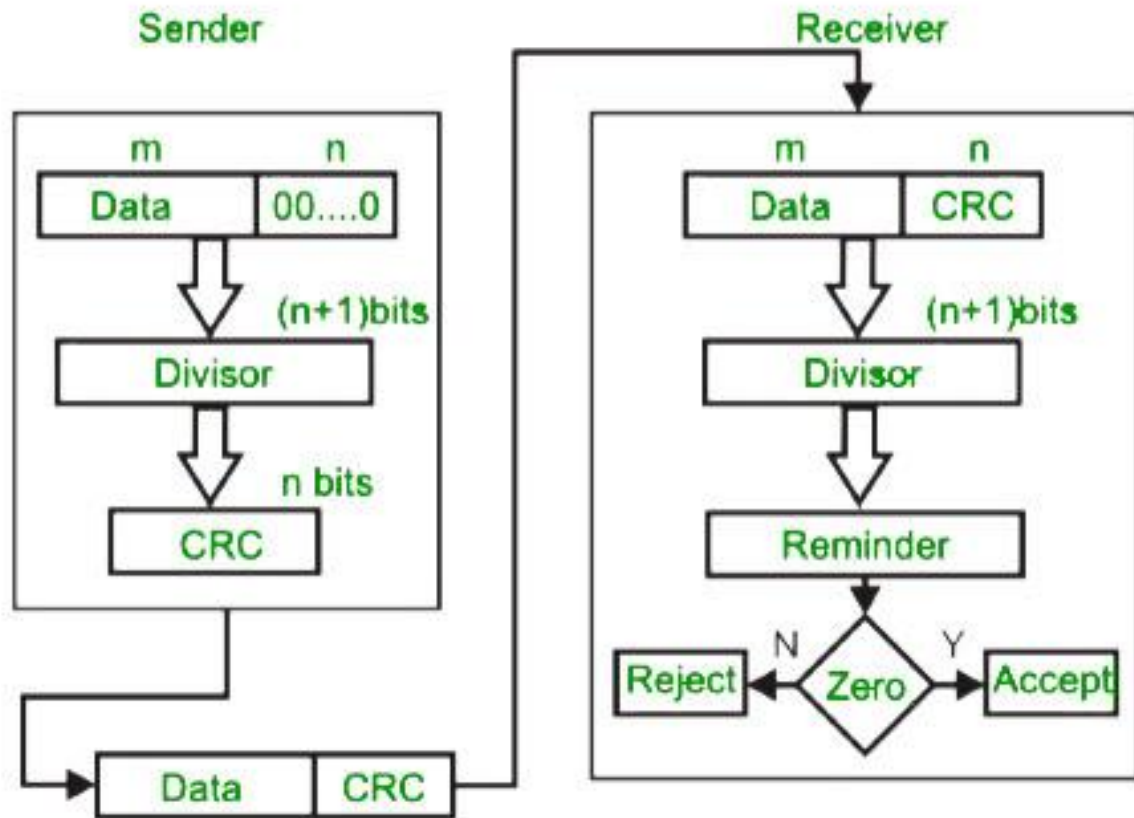 Sender
m n
Data 00....0
(n+1)bits
Divisor
n bits
CRC
Data CRC
Receiver
m n
Data CRC
(n+1)bits
Divisor
Reminder
N Y
Reject Zero Accept